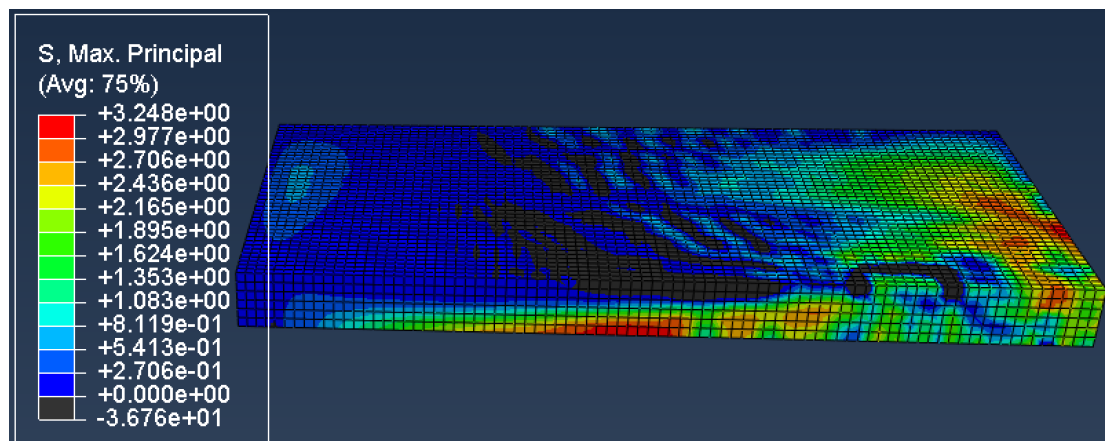 S, Max. Principal
(Avg: 75%)
+3.248e+00
+2.977e+00
+2.706e+00
+2.436e+00
+2.165e+00
+1.895e+00
+1.624e+00
+1.353e+00
+1.083e+00
+8.119e-01
+5.413e-01
+2.706e-01
+0.000e+00
-3.676e+01